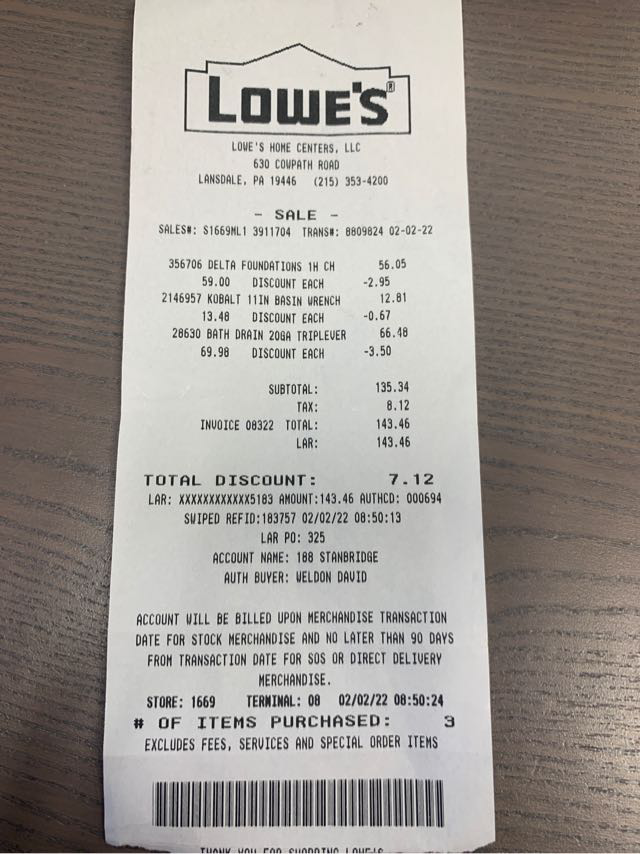 LOWE'S®
LOWE'S HOME CENTERS, LLC
630 COWPATH ROAD
LANSDALE, PA 19446 (215) 353-4200
- SALE -
SALES#: S1669ML1 3911704 TRANS#: 8809824 02-02-22
356706 DELTA FOUNDATIONS 1H CH 56.05
59.00 DISCOUNT EACH -2.95
2146957 KOBALT 11IN BASIN WRENCH 12.81
13.48 DISCOUNT EACH -0.67
28630 BATH DRAIN 20GA TRIPLEVER 66.48
69.98 DISCOUNT EACH -3.50
SUBTOTAL: 135.34
TAX: 8.12
INVOICE 08322 TOTAL: 143.46
LAR: 143.46
TOTAL DISCOUNT: 7.12
LAR: XXXXXXXXXXXX5183 AMOUNT:143.46 AUTHCD: 000694
SWIPED REFID:183757 02/02/22 08:50:13
LAR PO: 325
ACCOUNT NAME: 188 STANBRIDGE
AUTH BUYER: WELDON DAVID
ACCOUNT WILL BE BILLED UPON MERCHANDISE TRANSACTION
DATE FOR STOCK MERCHANDISE AND NO LATER THAN 90 DAYS
FROM TRANSACTION DATE FOR SOS OR DIRECT DELIVERY
MERCHANDISE.
STORE: 1669 TERMINAL: 08 02/02/22 08:50:24
# OF ITEMS PURCHASED: 3
EXCLUDES FEES, SERVICES AND SPECIAL ORDER ITEMS
THANK YOU FOR SHOPPING LOWE'S